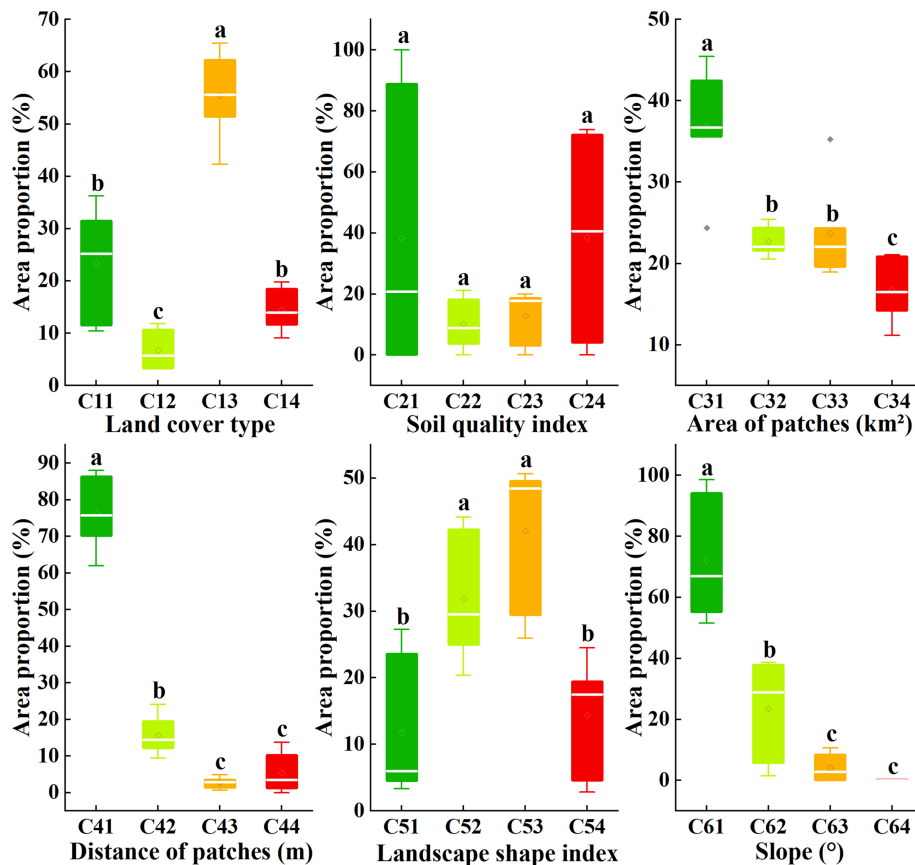 Area proportion (%)
70
60
50
40
30
20
10
0
b
c
a
b
C11 C12 C13 C14
Land cover type
Area proportion (%)
100
80
60
40
20
0
a
a
a
a
C21 C22 C23 C24
Soil quality index
Area proportion (%)
50
40
30
20
10
a
b
b
c
C31 C32 C33 C34
Area of patches (km²)
Area proportion (%)
90
80
70
60
50
40
30
20
10
0
a
b
c
c
C41 C42 C43 C44
Distance of patches (m)
Area proportion (%)
50
40
30
20
10
0
b
a
a
b
C51 C52 C53 C54
Landscape shape index
Area proportion (%)
100
80
60
40
20
0
a
b
c
c
C61 C62 C63 C64
Slope (°)